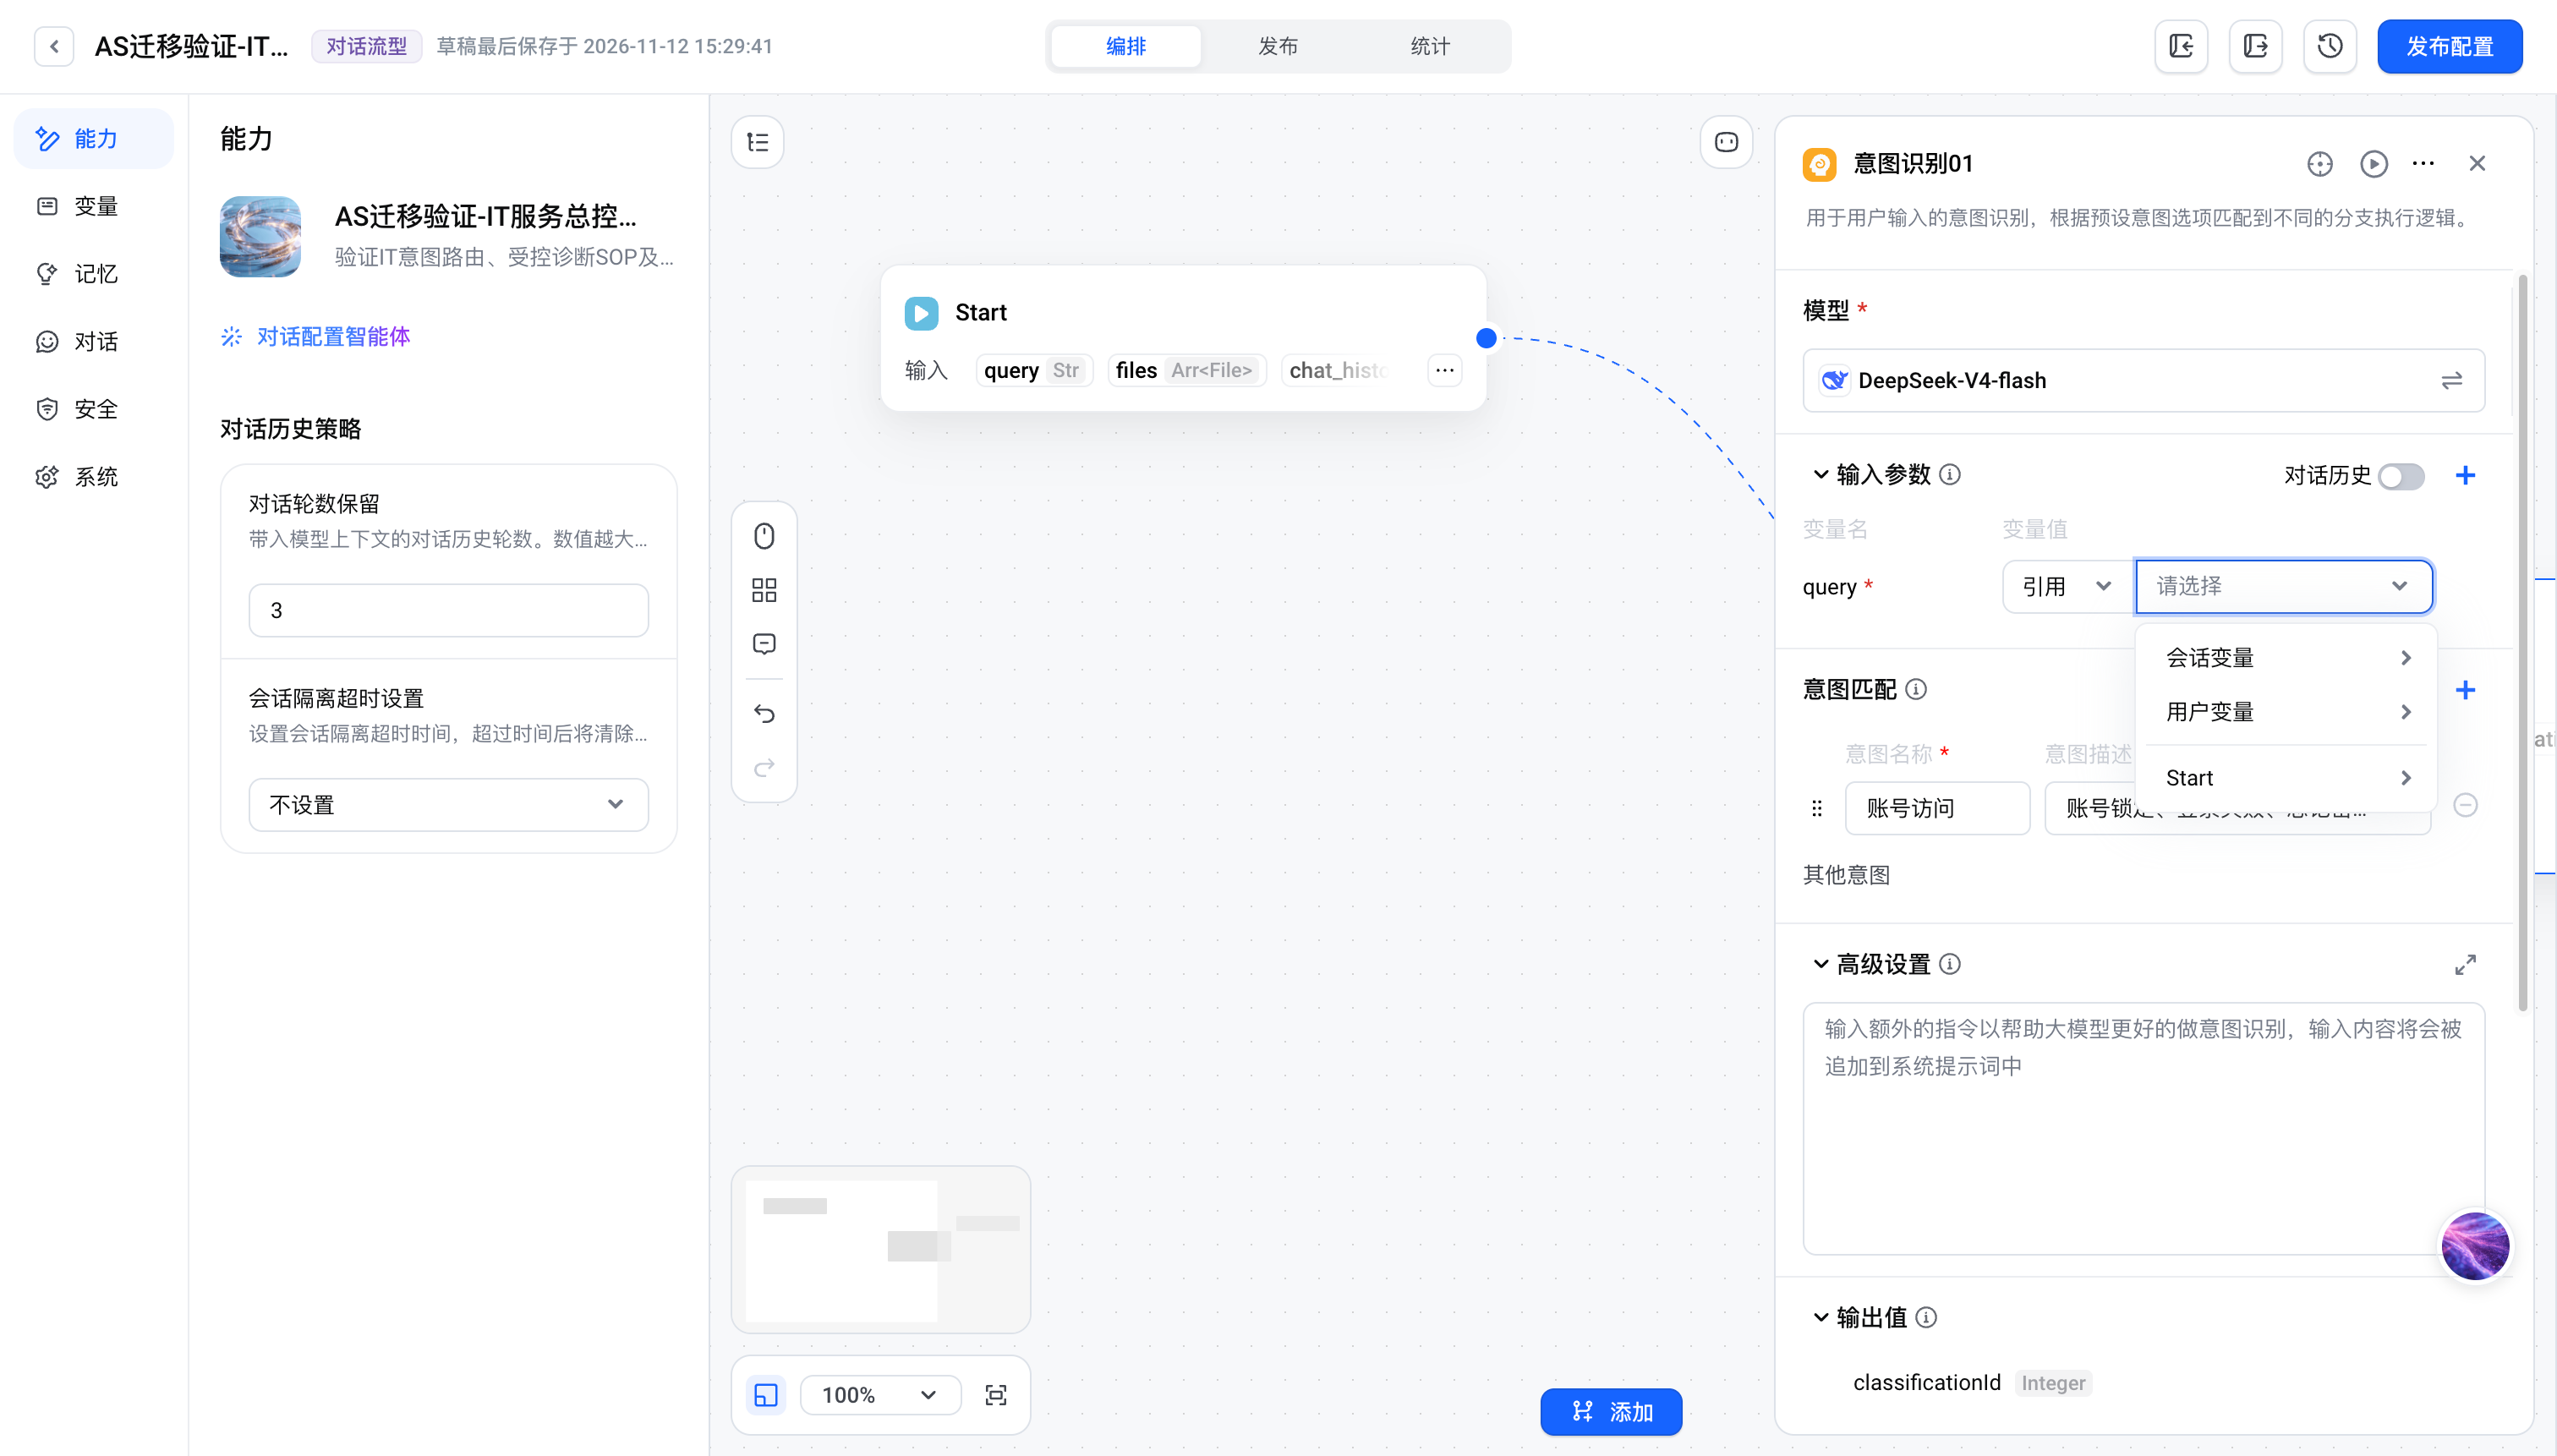 AS迁移验证-IT...
对话流型
草稿最后保存于 2026-11-12 15:29:41
编排
发布
统计
发布配置
能力
变量
记忆
对话
安全
系统
能力
AS迁移验证-IT服务总控...
验证IT意图路由、受控诊断SOP及...
对话配置智能体
对话历史策略
对话轮数保留
带入模型上下文的对话历史轮数。数值越大...
3
会话隔离超时设置
设置会话隔离超时时间，超过时间后将清除...
不设置
Start
输入 query Str files Arr<File> chat_histo ...
100%
添加
意图识别01
用于用户输入的意图识别，根据预设意图选项匹配到不同的分支执行逻辑。
模型 *
DeepSeek-V4-flash
输入参数
对话历史
变量名 变量值
query * 引用 请选择
会话变量
用户变量
Start
意图匹配
意图名称 * 意图描述
账号访问 账号锁
其他意图
高级设置
输入额外的指令以帮助大模型更好的做意图识别，输入内容将会被
追加到系统提示词中
输出值
classificationId Integer